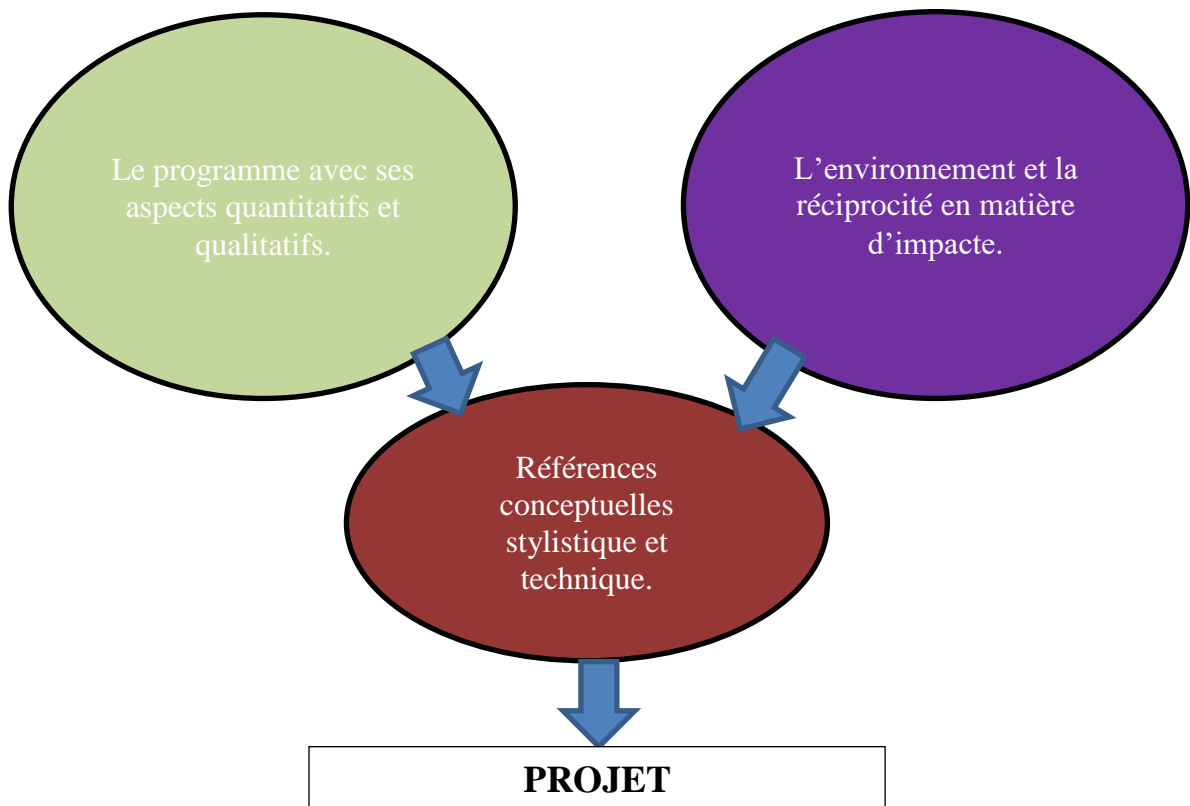 Le programme avec ses
aspects quantitatifs et
qualitatifs.
L’environnement et la
réciprocité en matière
d’impacte.
Références
conceptuelles
stylistique et
technique.
PROJET